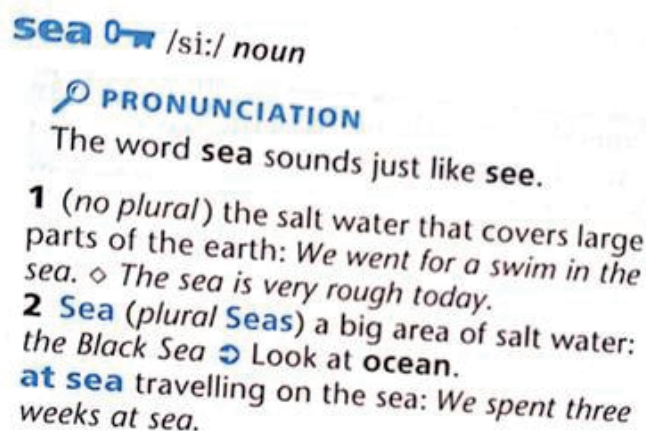 sea /si:/ noun
PRONUNCIATION
The word sea sounds just like see.
1 (no plural) the salt water that covers large
parts of the earth: We went for a swim in the
sea. ◇ The sea is very rough today.
2 Sea (plural Seas) a big area of salt water:
the Black Sea ➲ Look at ocean.
at sea travelling on the sea: We spent three
weeks at sea.